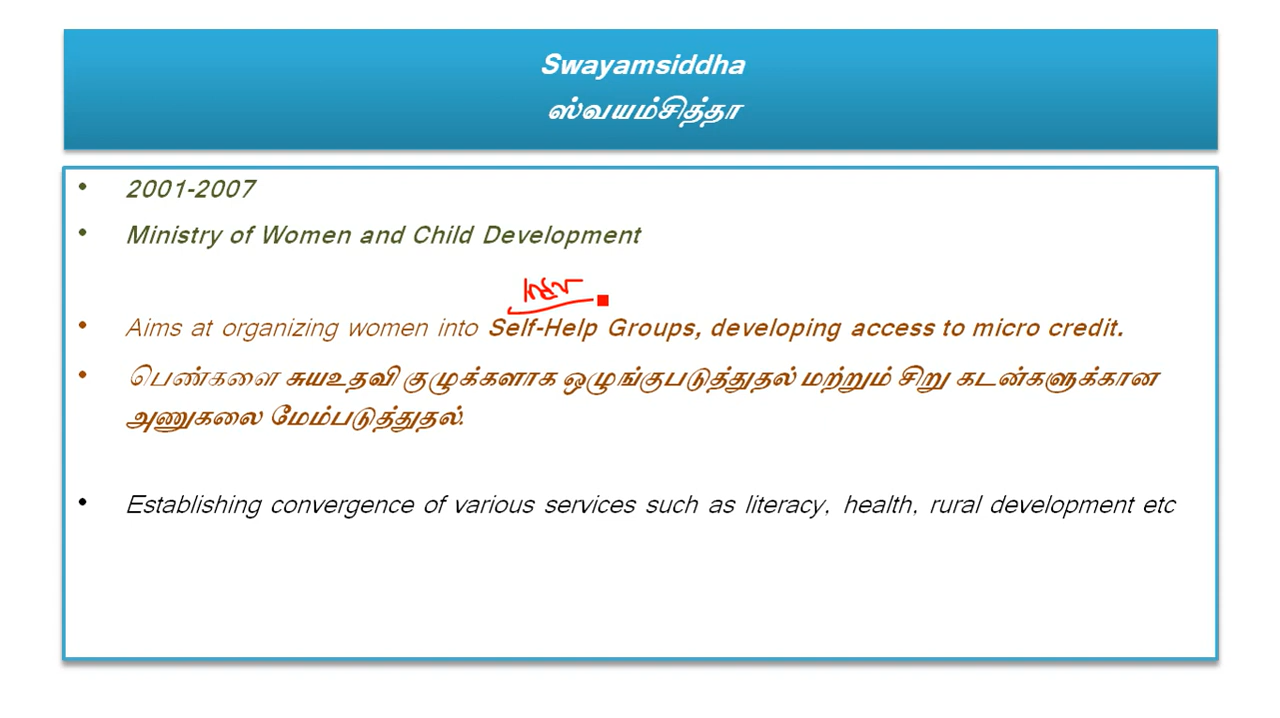 Swayamsiddha
ஸ்வயம்சித்தா
• 2001-2007
• Ministry of Women and Child Development
• Aims at organizing women into Self-Help Groups, developing access to micro credit.
• பெண்களை சுயஉதவி குழுக்களாக ஒழுங்குபடுத்துதல் மற்றும் சிறு கடன்களுக்கான
அணுகலை மேம்படுத்துதல்.
• Establishing convergence of various services such as literacy, health, rural development etc